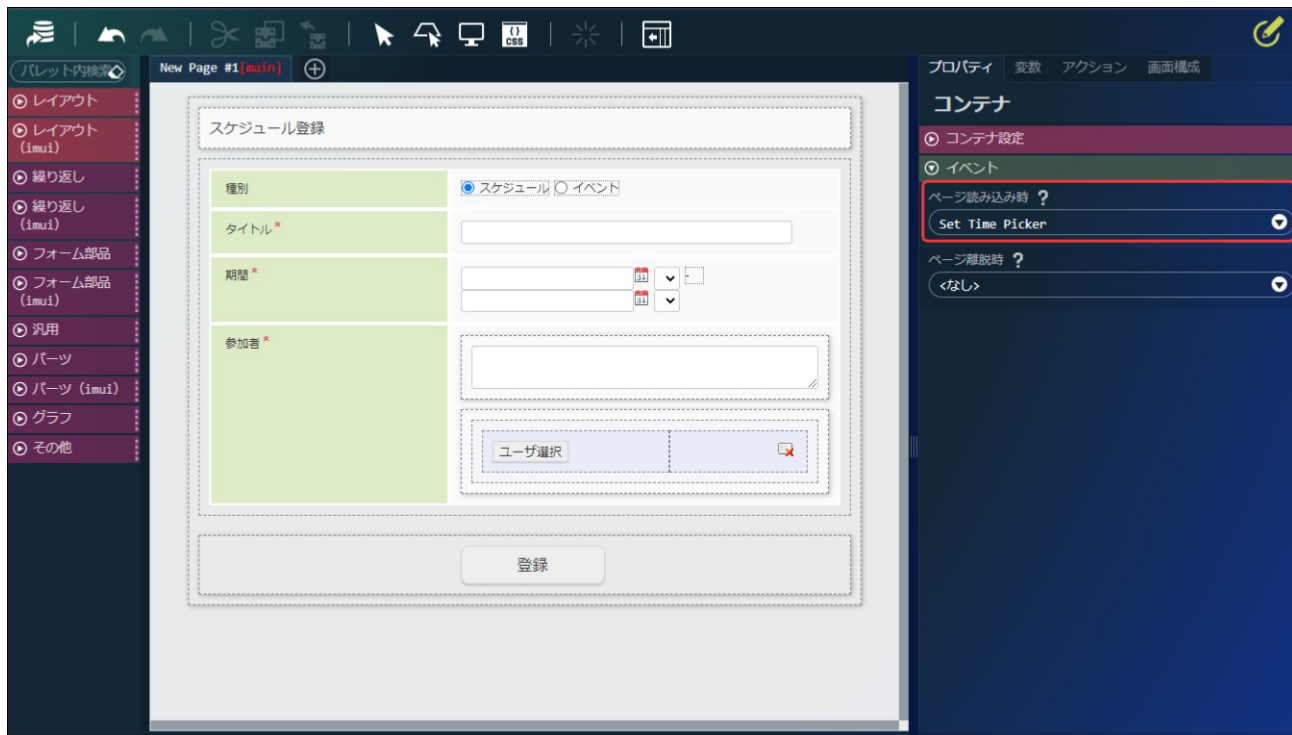 {} CSS
パレット内検索
レイアウト
レイアウト
(imui)
繰り返し
繰り返し
(imui)
フォーム部品
フォーム部品
(imui)
汎用
パーツ
パーツ (imui)
グラフ
その他
New Page #1[main]
スケジュール登録
種別
スケジュール イベント
タイトル*
期間*
31
-
31
参加者*
ユーザ選択
登録
プロパティ 変数 アクション 画面構成
コンテナ
コンテナ設定
イベント
ページ読み込み時 ?
Set Time Picker
ページ離脱時 ?
<なし>